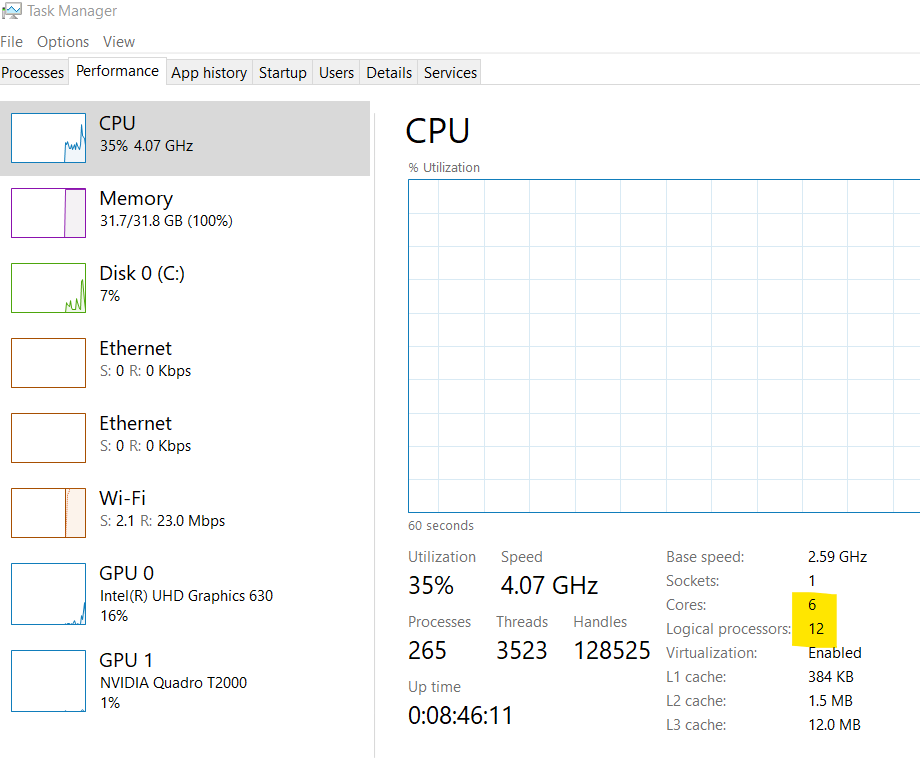 Task Manager
File Options View
Processes Performance App history Startup Users Details Services
CPU
35% 4.07 GHz
Memory
31.7/31.8 GB (100%)
Disk 0 (C:)
7%
Ethernet
S: 0 R: 0 Kbps
Ethernet
S: 0 R: 0 Kbps
Wi-Fi
S: 2.1 R: 23.0 Mbps
GPU 0
Intel(R) UHD Graphics 630
16%
GPU 1
NVIDIA Quadro T2000
1%
CPU
% Utilization
60 seconds
Utilization Speed
35% 4.07 GHz
Processes Threads Handles
265 3523 128525
Up time
0:08:46:11
Base speed: 2.59 GHz
Sockets: 1
Cores: 6
Logical processors: 12
Virtualization: Enabled
L1 cache: 384 KB
L2 cache: 1.5 MB
L3 cache: 12.0 MB